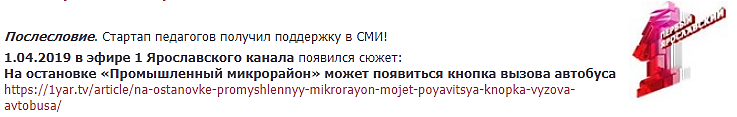 Послесловие. Стартап педагогов получил поддержку в СМИ!
1.04.2019 в эфире 1 Ярославского канала появился сюжет:
На остановке «Промышленный микрорайон» может появиться кнопка вызова автобуса
https://1yar.tv/article/na-ostanovke-promyshlennyy-mikrorayon-mojet-poyavitsya-knopka-vyzova-
avtobusa/
ПЕРВЫЙ
ЯРОСЛАВСКИЙ